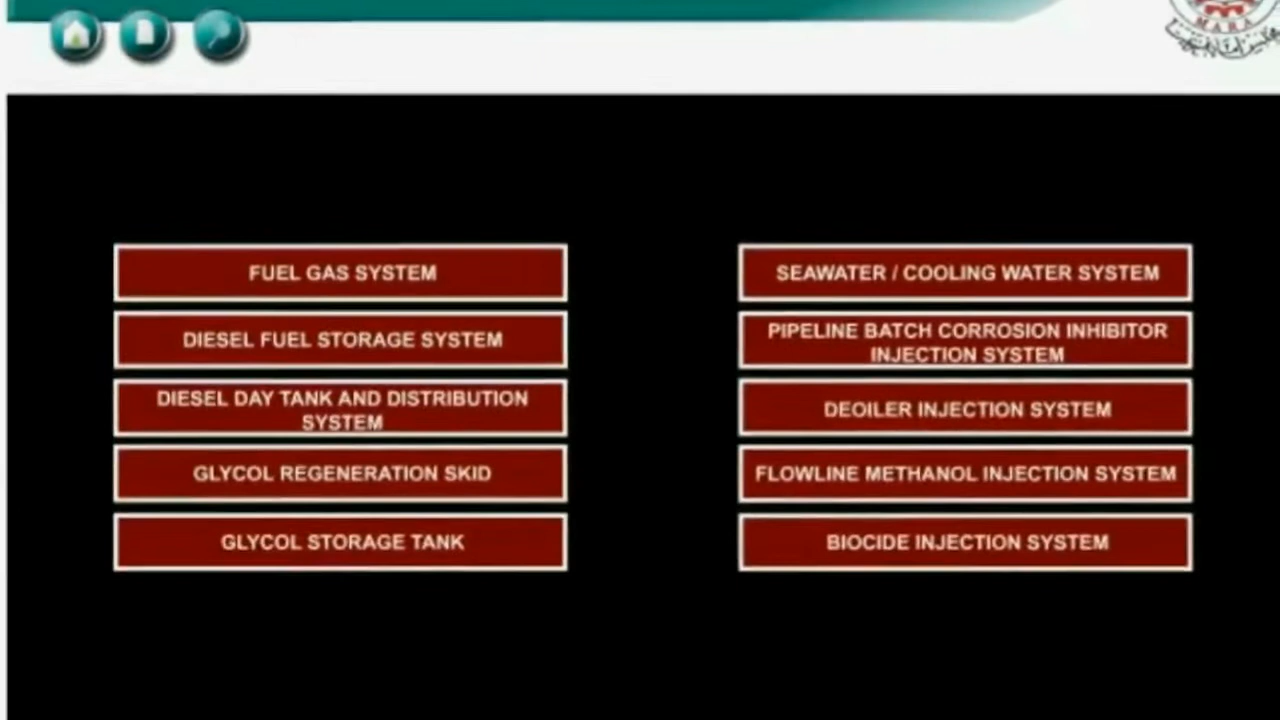 MARA
FUEL GAS SYSTEM
DIESEL FUEL STORAGE SYSTEM
DIESEL DAY TANK AND DISTRIBUTION
SYSTEM
GLYCOL REGENERATION SKID
GLYCOL STORAGE TANK
SEAWATER / COOLING WATER SYSTEM
PIPELINE BATCH CORROSION INHIBITOR
INJECTION SYSTEM
DEOILER INJECTION SYSTEM
FLOWLINE METHANOL INJECTION SYSTEM
BIOCIDE INJECTION SYSTEM